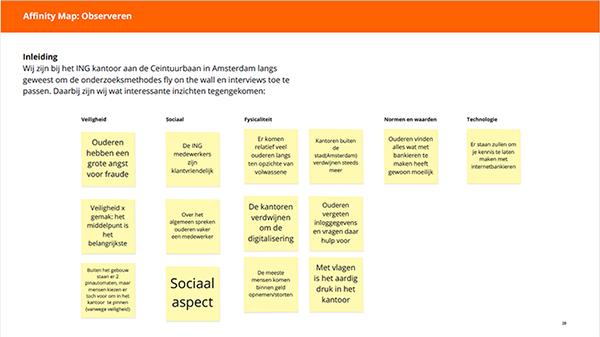 Affinity Map: Observeren
Inleiding
Wij zijn bij het ING kantoor aan de Ceintuurbaan in Amsterdam langs
geweest om de onderzoeksmethodes fly on the wall en interviews toe te
passen. Daarbij zijn wij wat interessante inzichten tegengekomen:
Veiligheid
Ouderen
hebben een
grote angst
voor fraude
Veiligheid x
gemak; het
middelpunt is
het
belangrijkste
Buiten het gebouw
staan er 2
pinautomaten, maar
mensen kiezen er
toch voor om in het
kantoor te pinnen
(vanwege veiligheid)
Sociaal
De ING
medewerkers
zijn
klantvriendelijk
Over het
algemeen spreken
ouderen vaker
een medewerker
Sociaal
aspect
Fysicaliteit
Er komen
relatief veel
ouderen langs
ten opzichte van
volwassene
Kantoren buiten
de
stad(Amsterdam)
verdwijnen steeds
meer
De kantoren
verdwijnen
om de
digitalisering
Ouderen
vergeten
inloggegevens
en vragen daar
hulp voor
De meeste
mensen komen
binnen geld
opnemen/storten
Met vlagen
is het aardig
druk in het
kantoor
Normen en waarden
Ouderen vinden
alles wat met
bankieren te
maken heeft
gewoon moeilijk
Technologie
Er staan zuilen om
je kennis te laten
maken met
internetbankieren